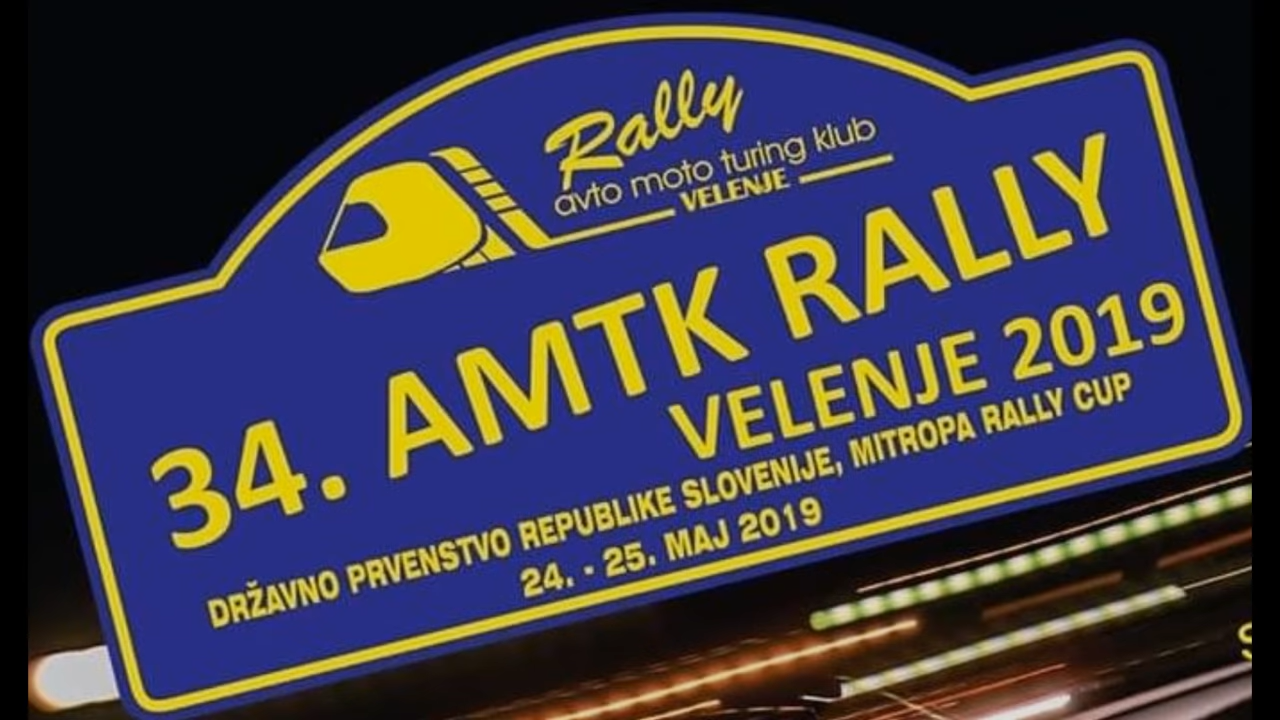 Rally
avto moto turing klub
VELENJE
34. AMTK RALLY
VELENJE 2019
DRŽAVNO PRVENSTVO REPUBLIKE SLOVENIJE, MITROPA RALLY CUP
24. - 25. MAJ 2019